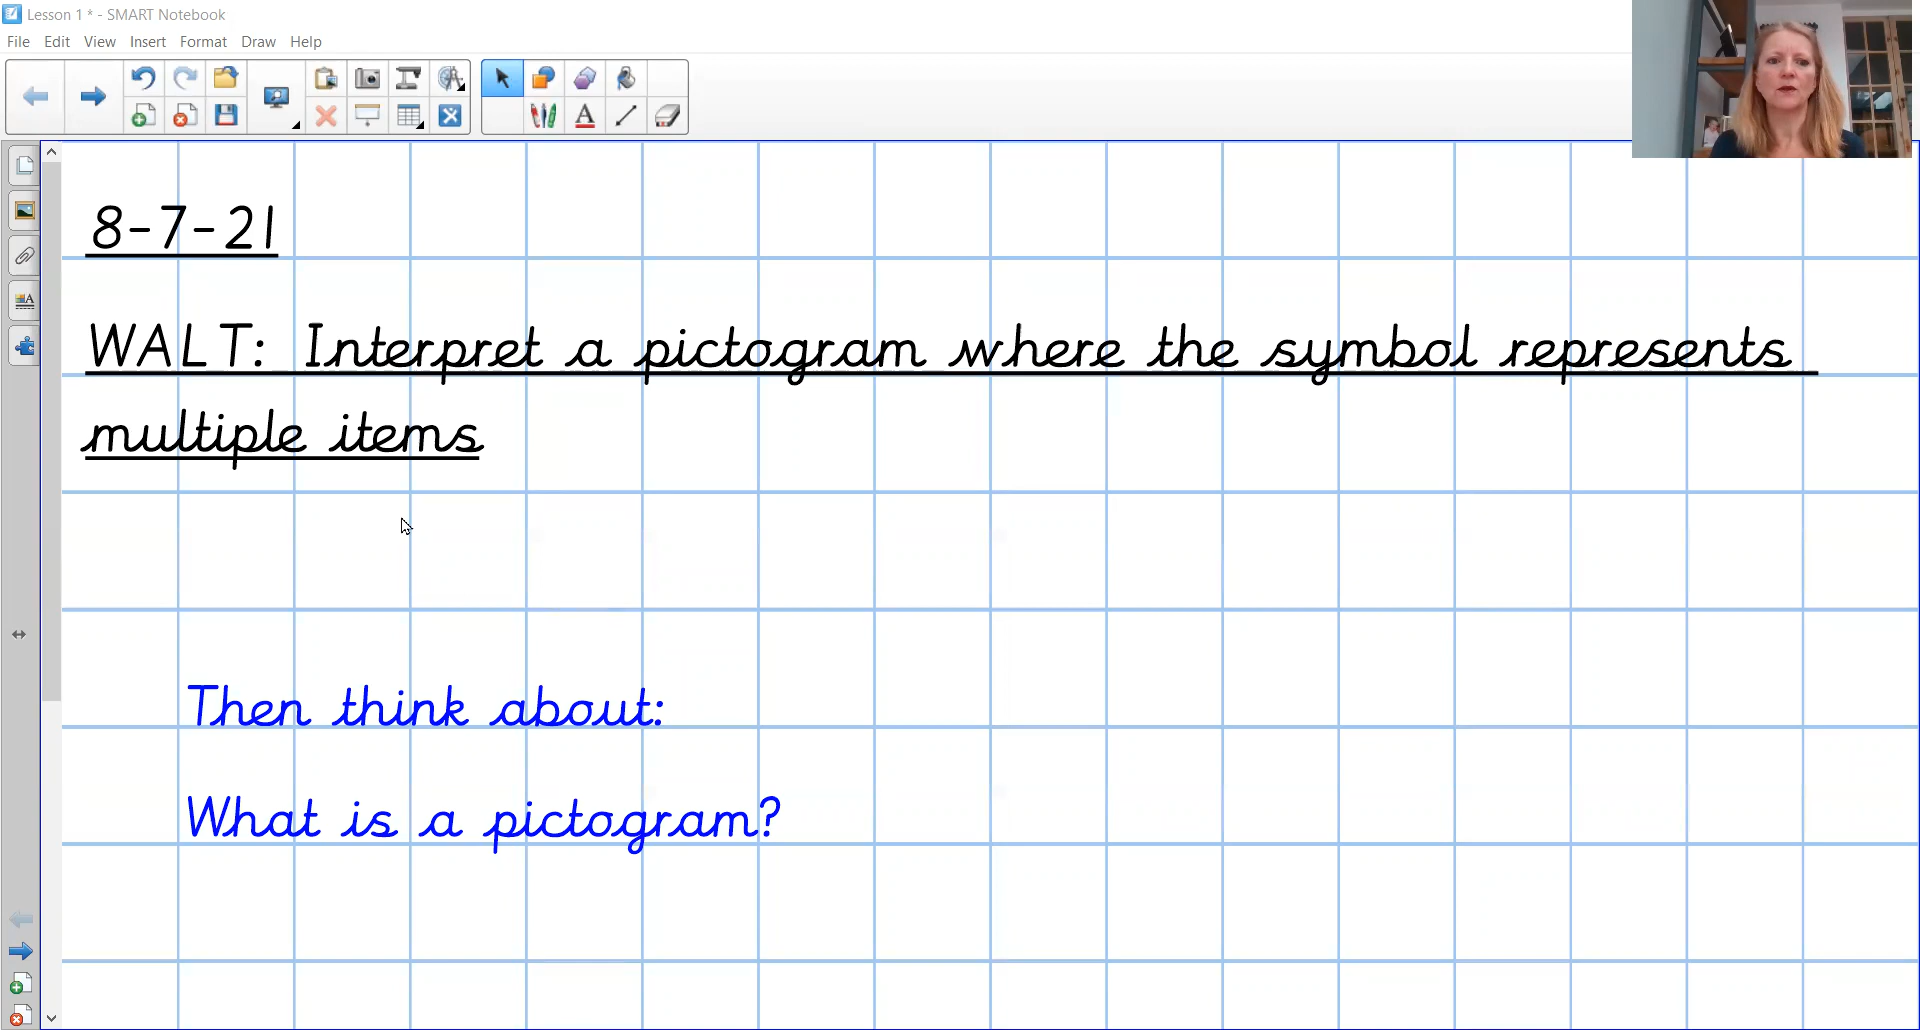 Lesson 1 * - SMART Notebook
File Edit View Insert Format Draw Help
8-7-21
WALT: Interpret a pictogram where the symbol represents
multiple items
Then think about:
What is a pictogram?